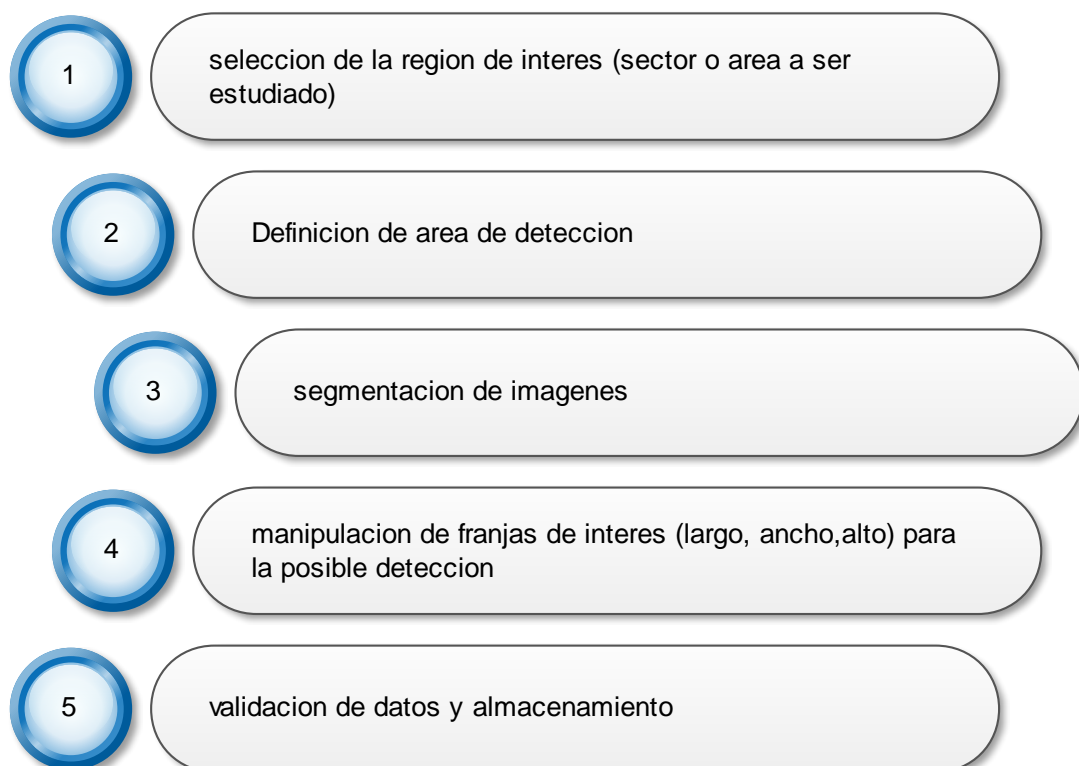 1
seleccion de la region de interes (sector o area a ser
estudiado)
2
Definicion de area de deteccion
3
segmentacion de imagenes
4
manipulacion de franjas de interes (largo, ancho,alto) para
la posible deteccion
5
validacion de datos y almacenamiento